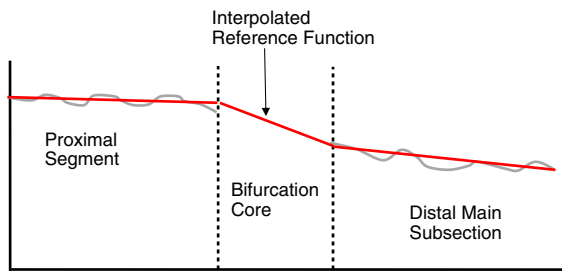 Interpolated
Reference Function
Proximal
Segment
Bifurcation
Core
Distal Main
Subsection